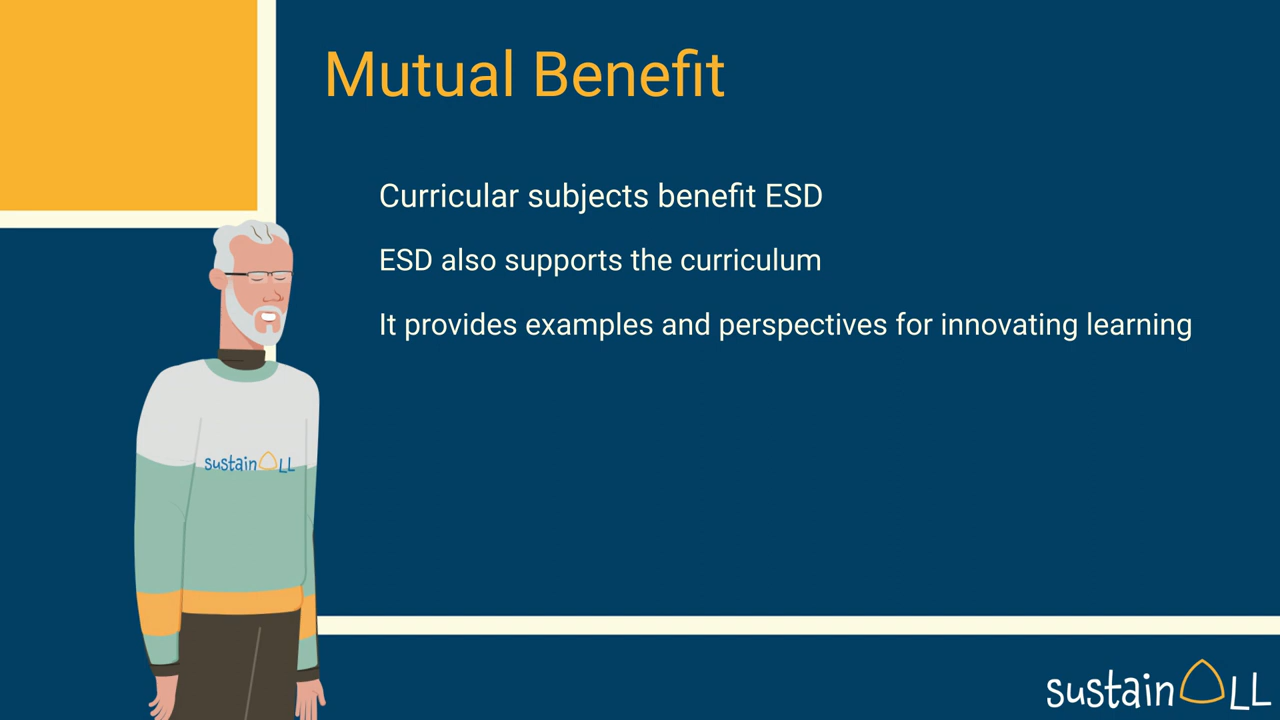 Mutual Benefit
Curricular subjects benefit ESD
ESD also supports the curriculum
It provides examples and perspectives for innovating learning
sustainALL
sustainALL